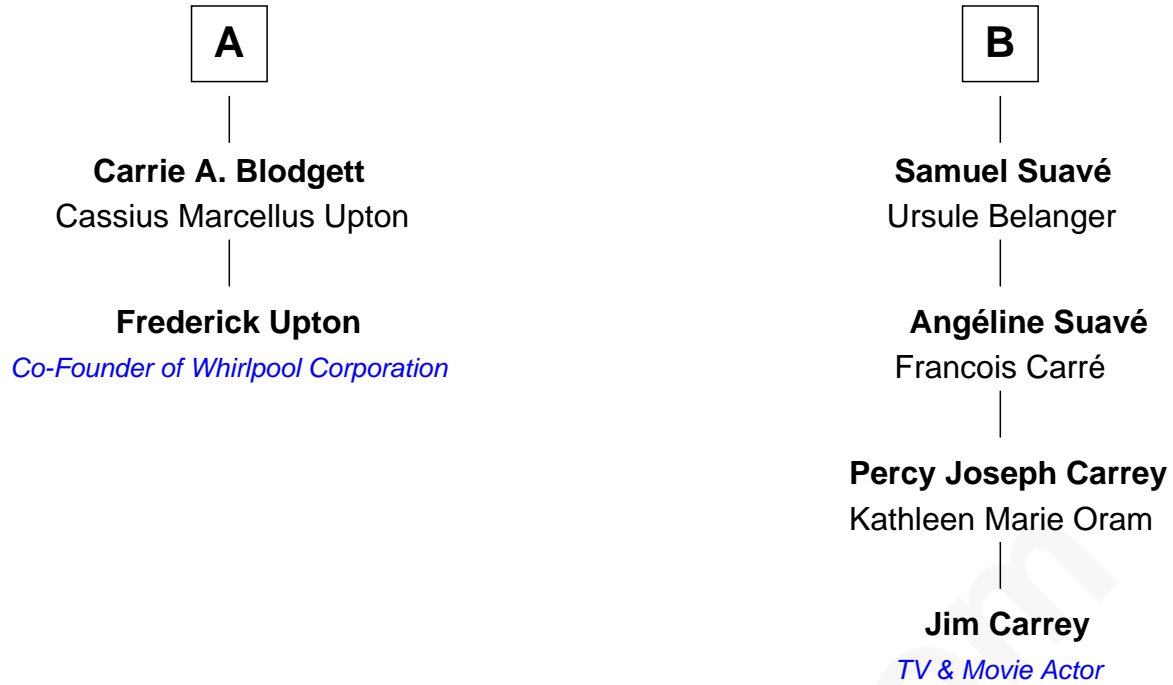 A
Carrie A. Blodgett
Cassius Marcellus Upton
Frederick Upton
Co-Founder of Whirlpool Corporation
B
Samuel Suavé
Ursule Belanger
Angéline Suavé
Francois Carré
Percy Joseph Carrey
Kathleen Marie Oram
Jim Carrey
TV & Movie Actor